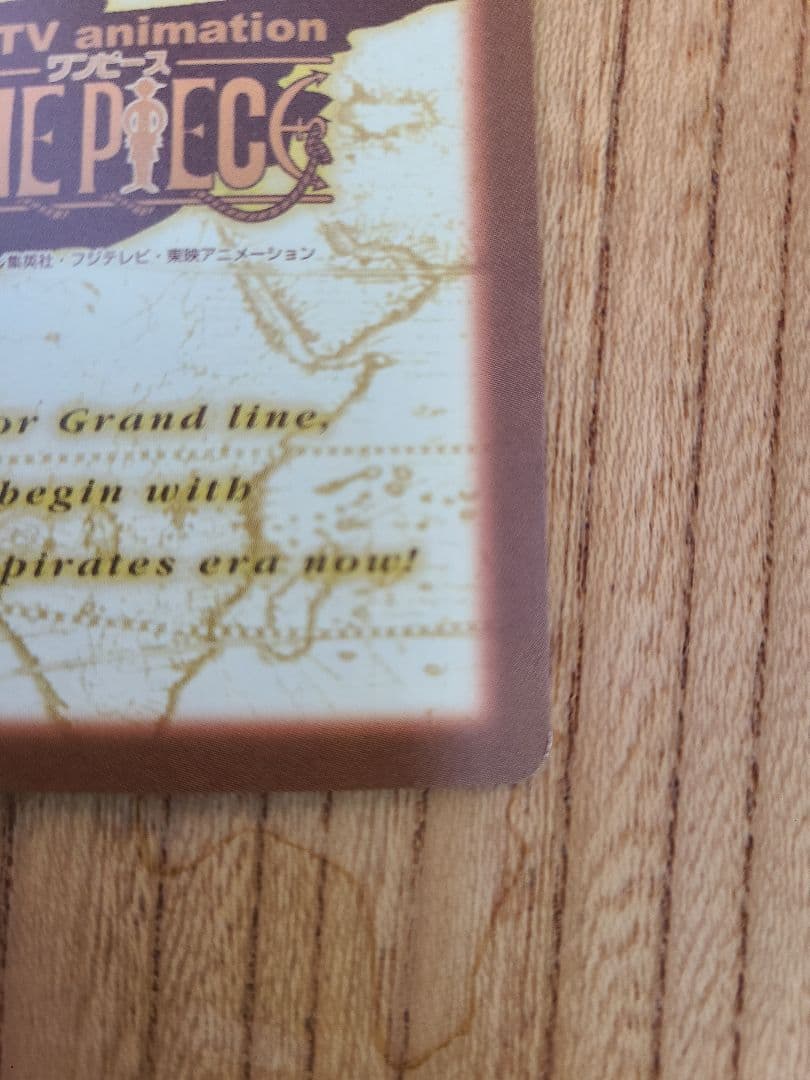 TV animation
ワンピース
NE PIECE
集英社・フジテレビ・東映アニメーション
or Grand line,
begin with
pirates era now!